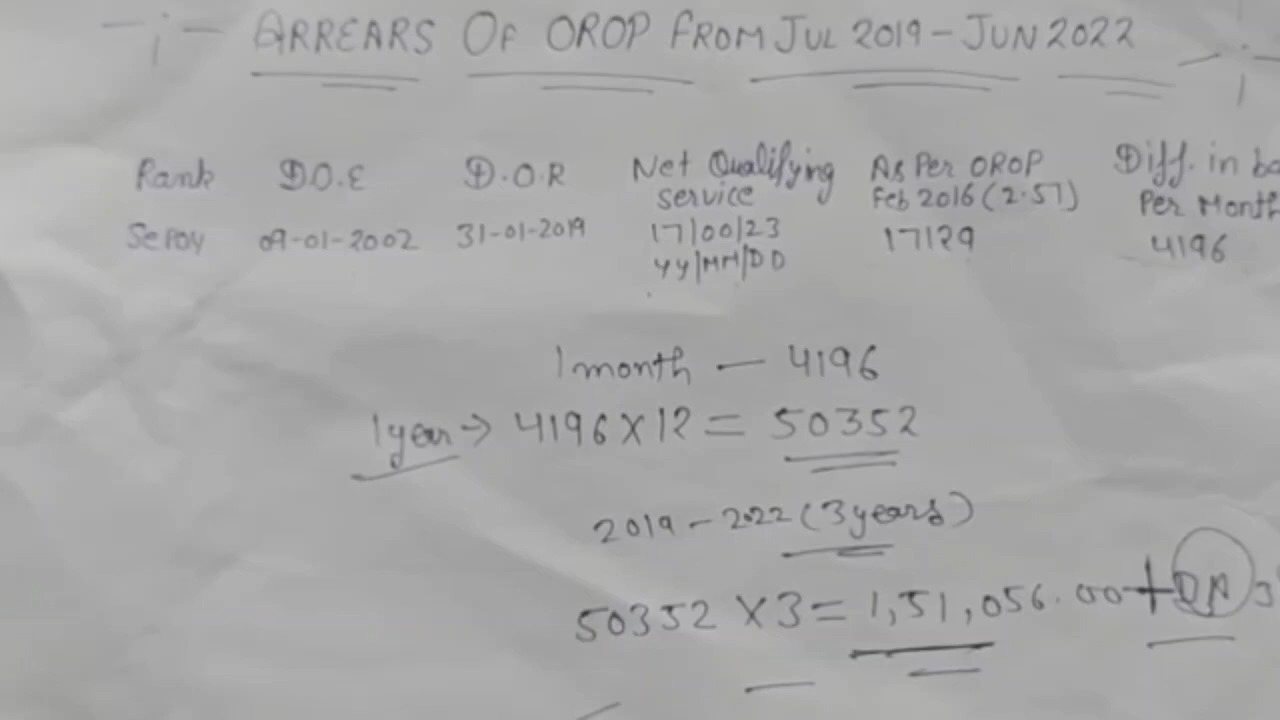 ARREARS OF OROP FROM JUL 2019 - JUN 2022
Rank D.O.E D.O.R Net Qualifying As Per OROP Diff. in ba
service Feb 2016 (2.57) Per Month
Sepoy 09-01-2002 31-01-2019 17/00/23 17129 4196
YY/MM/DD
1 month — 4196
1 year → 4196 X 12 = 50352
2019 - 2022 (3 years)
50352 X 3 = 1,51,056.00 + DA 3